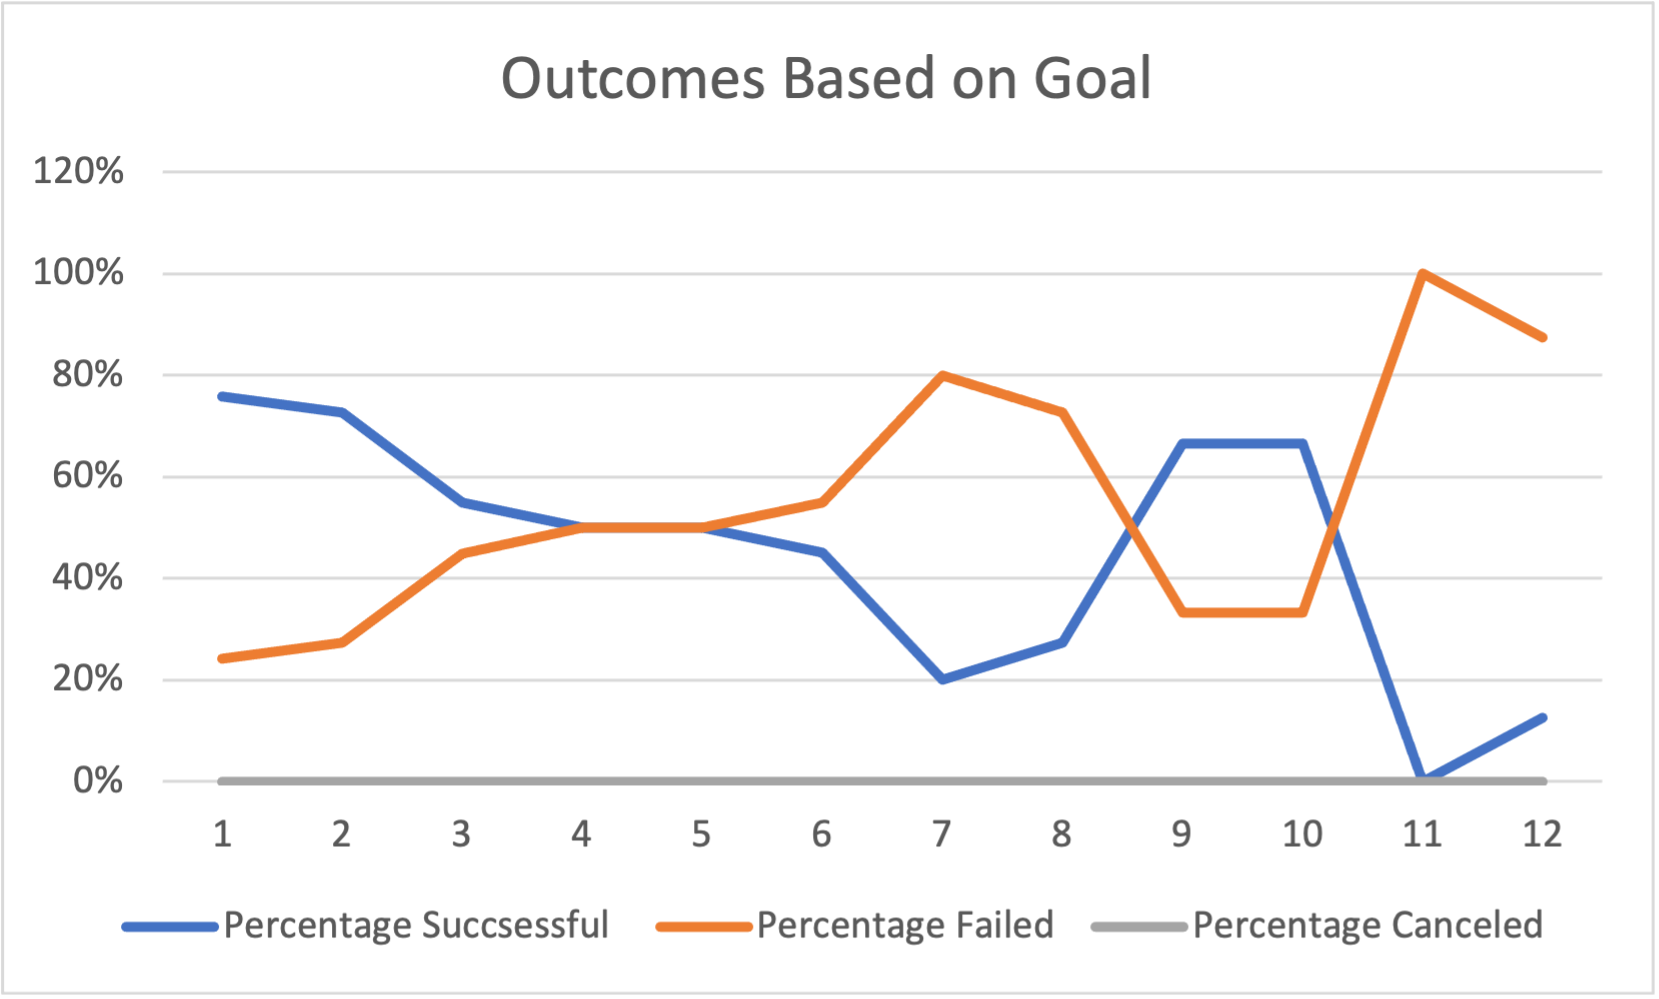 Outcomes Based on Goal
120%
100%
80%
60%
40%
20%
0%
1 2 3 4 5 6 7 8 9 10 11 12
Percentage Succsessful Percentage Failed Percentage Canceled